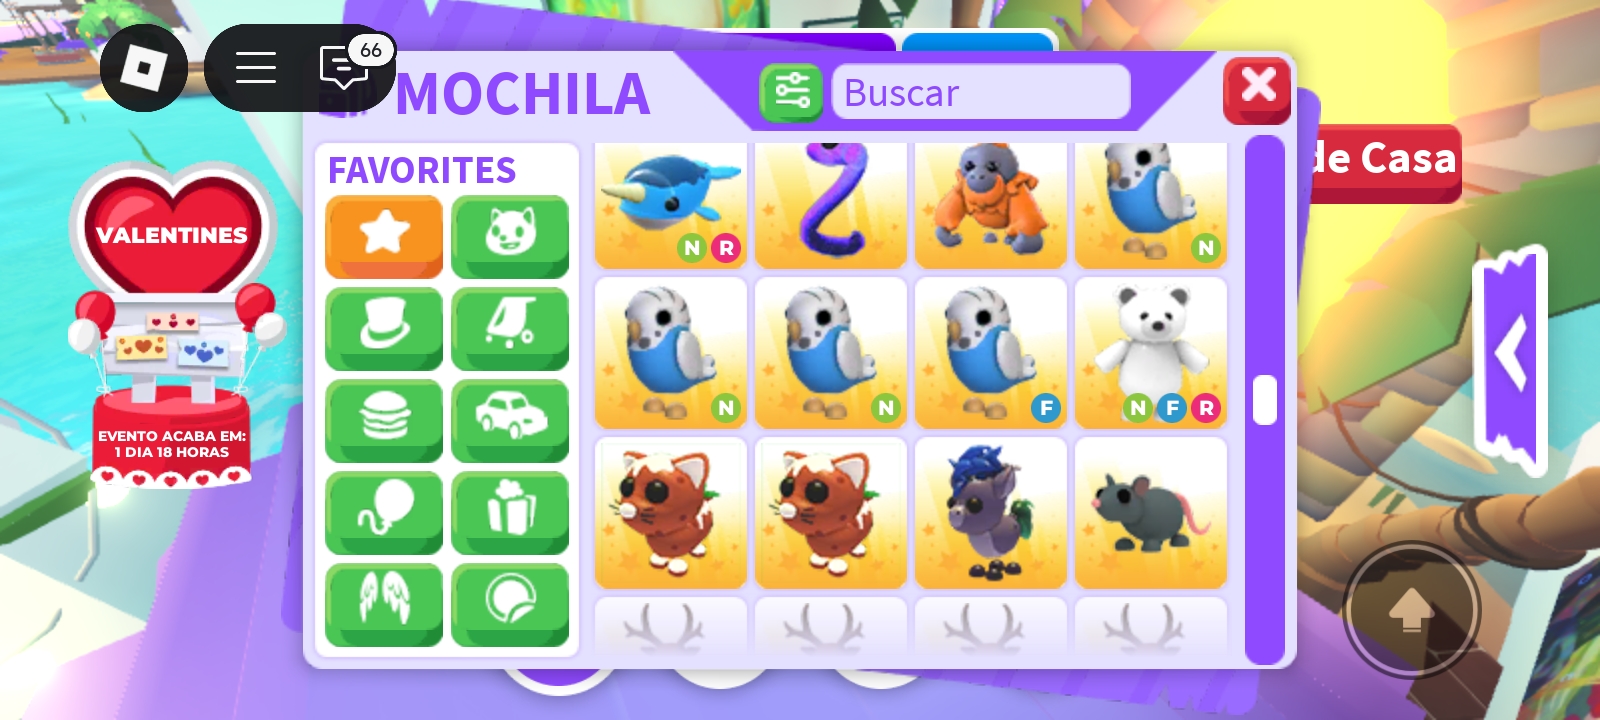 66
MOCHILA
Buscar
de Casa
FAVORITES
VALENTINES
EVENTO ACABA EM:
1 DIA 18 HORAS
N R
N
N
N
F
N F R